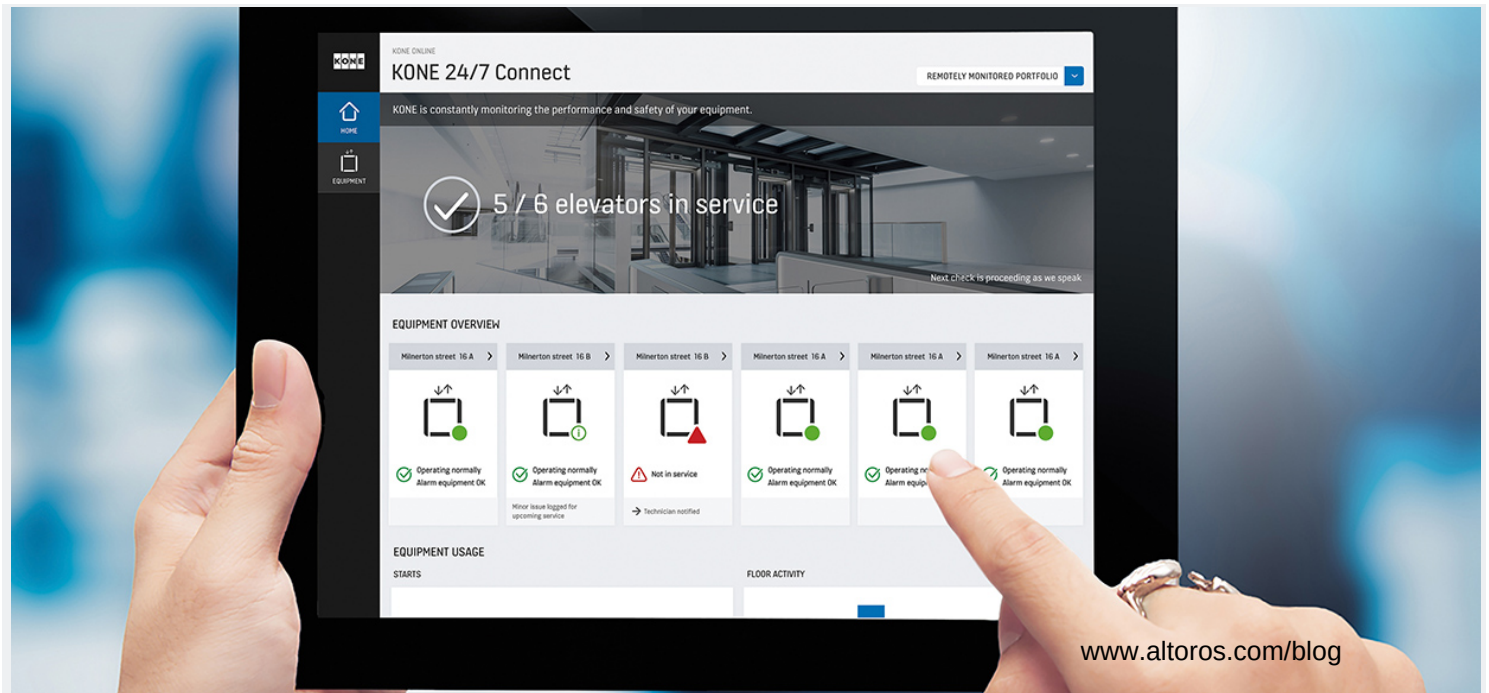 KONE
KONE ONLINE
KONE 24/7 Connect
REMOTELY MONITORED PORTFOLIO
HOME
EQUIPMENT
KONE is constantly monitoring the performance and safety of your equipment.
5 / 6 elevators in service
Next check is proceeding as we speak
EQUIPMENT OVERVIEW
Milnerton street 16 A
Operating normally
Alarm equipment OK
Milnerton street 16 B
Operating normally
Alarm equipment OK
Minor issue logged for
upcoming service
Milnerton street 16 B
Not in service
Technician notified
Milnerton street 16 A
Operating normally
Alarm equipment OK
Milnerton street 16 A
Operating
Alarm
Milnerton street 16 A
Operating normally
Alarm equipment OK
EQUIPMENT USAGE
STARTS
FLOOR ACTIVITY
www.altoros.com/blog